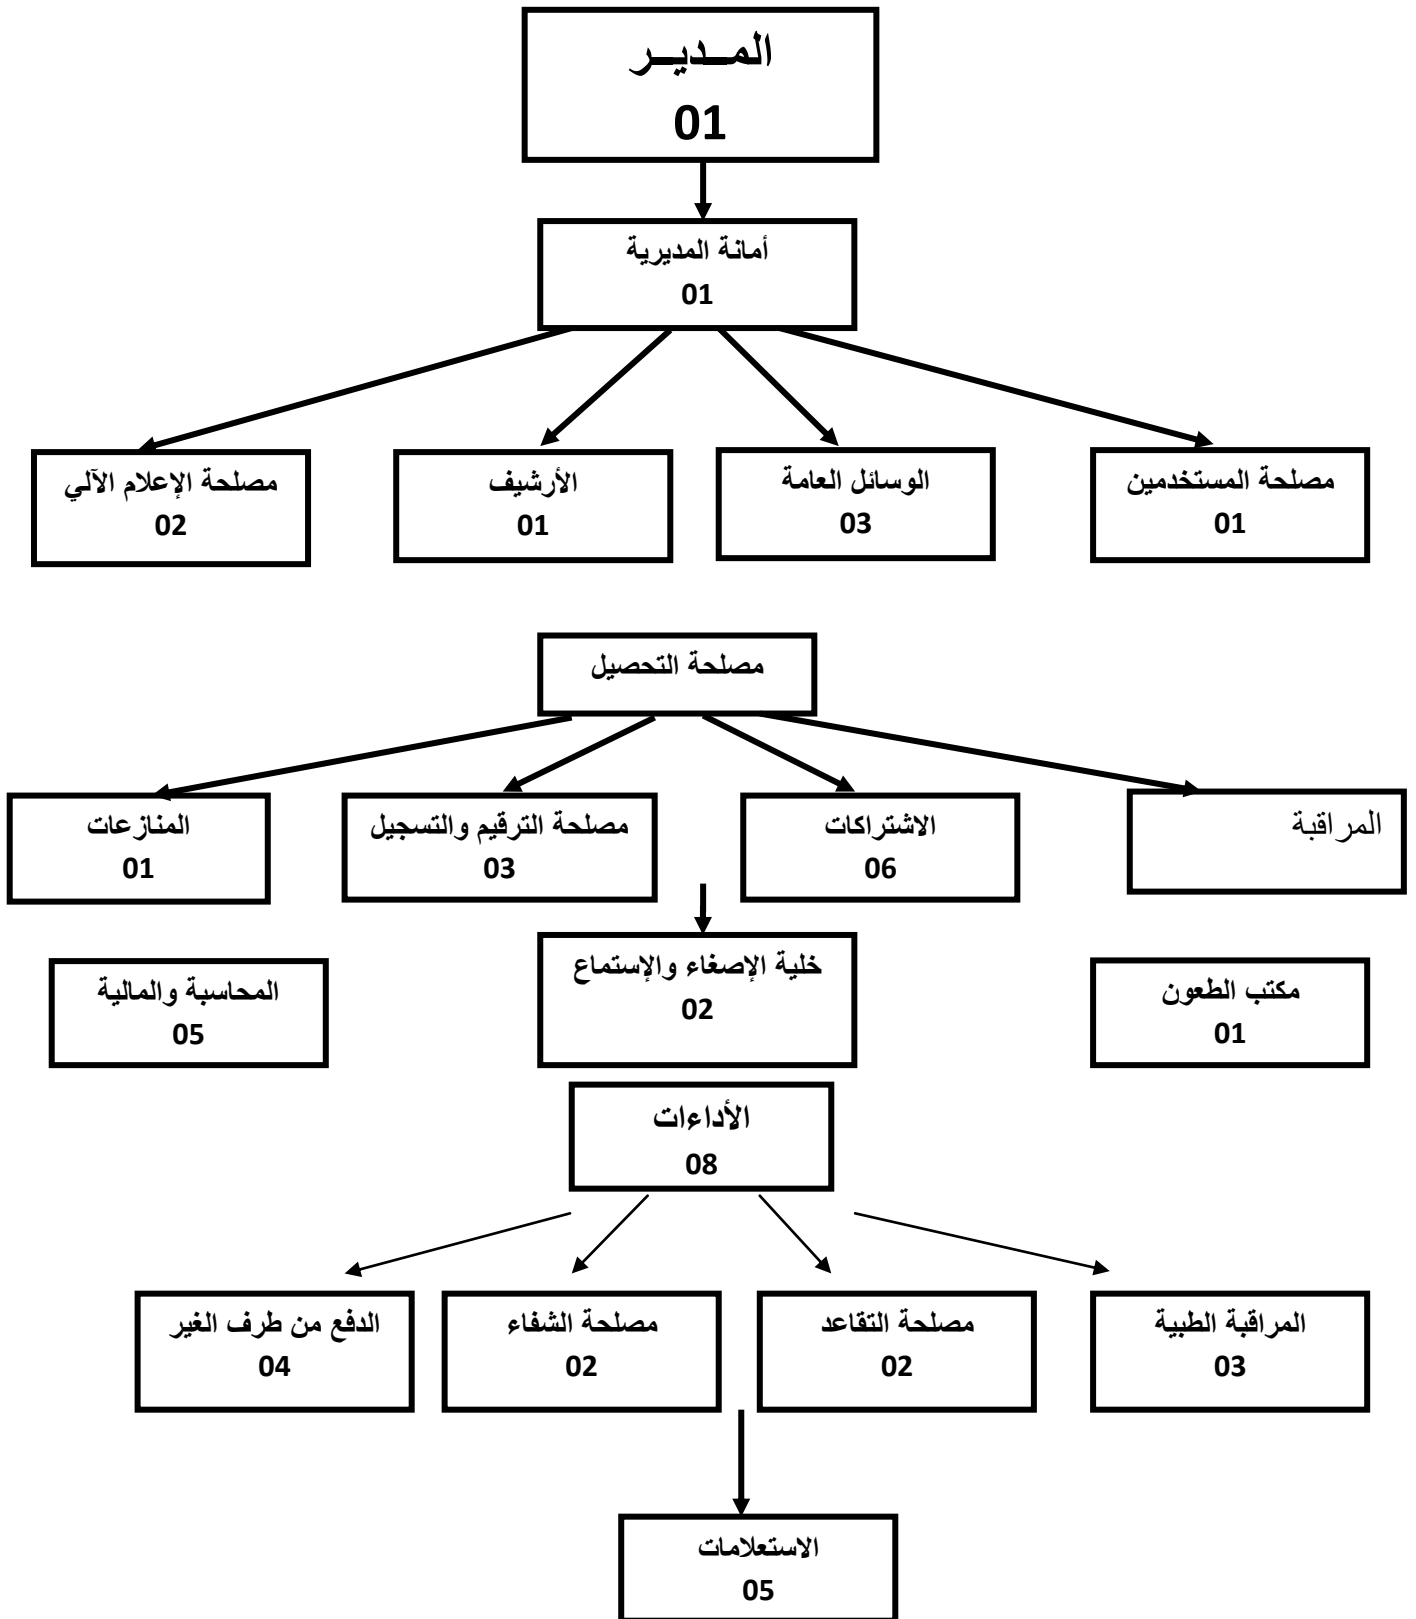 المــديــر
01
أمانة المديرية
01
مصلحة المستخدمين
01
الوسائل العامة
03
الأرشيف
01
مصلحة الإعلام الآلي
02
مصلحة التحصيل
المراقبة
الاشتراكات
06
مصلحة الترقيم والتسجيل
03
المنازعات
01
مكتب الطعون
01
خلية الإصغاء والإستماع
02
المحاسبة والمالية
05
الأداءات
08
المراقبة الطبية
03
مصلحة التقاعد
02
مصلحة الشفاء
02
الدفع من طرف الغير
04
الاستعلامات
05